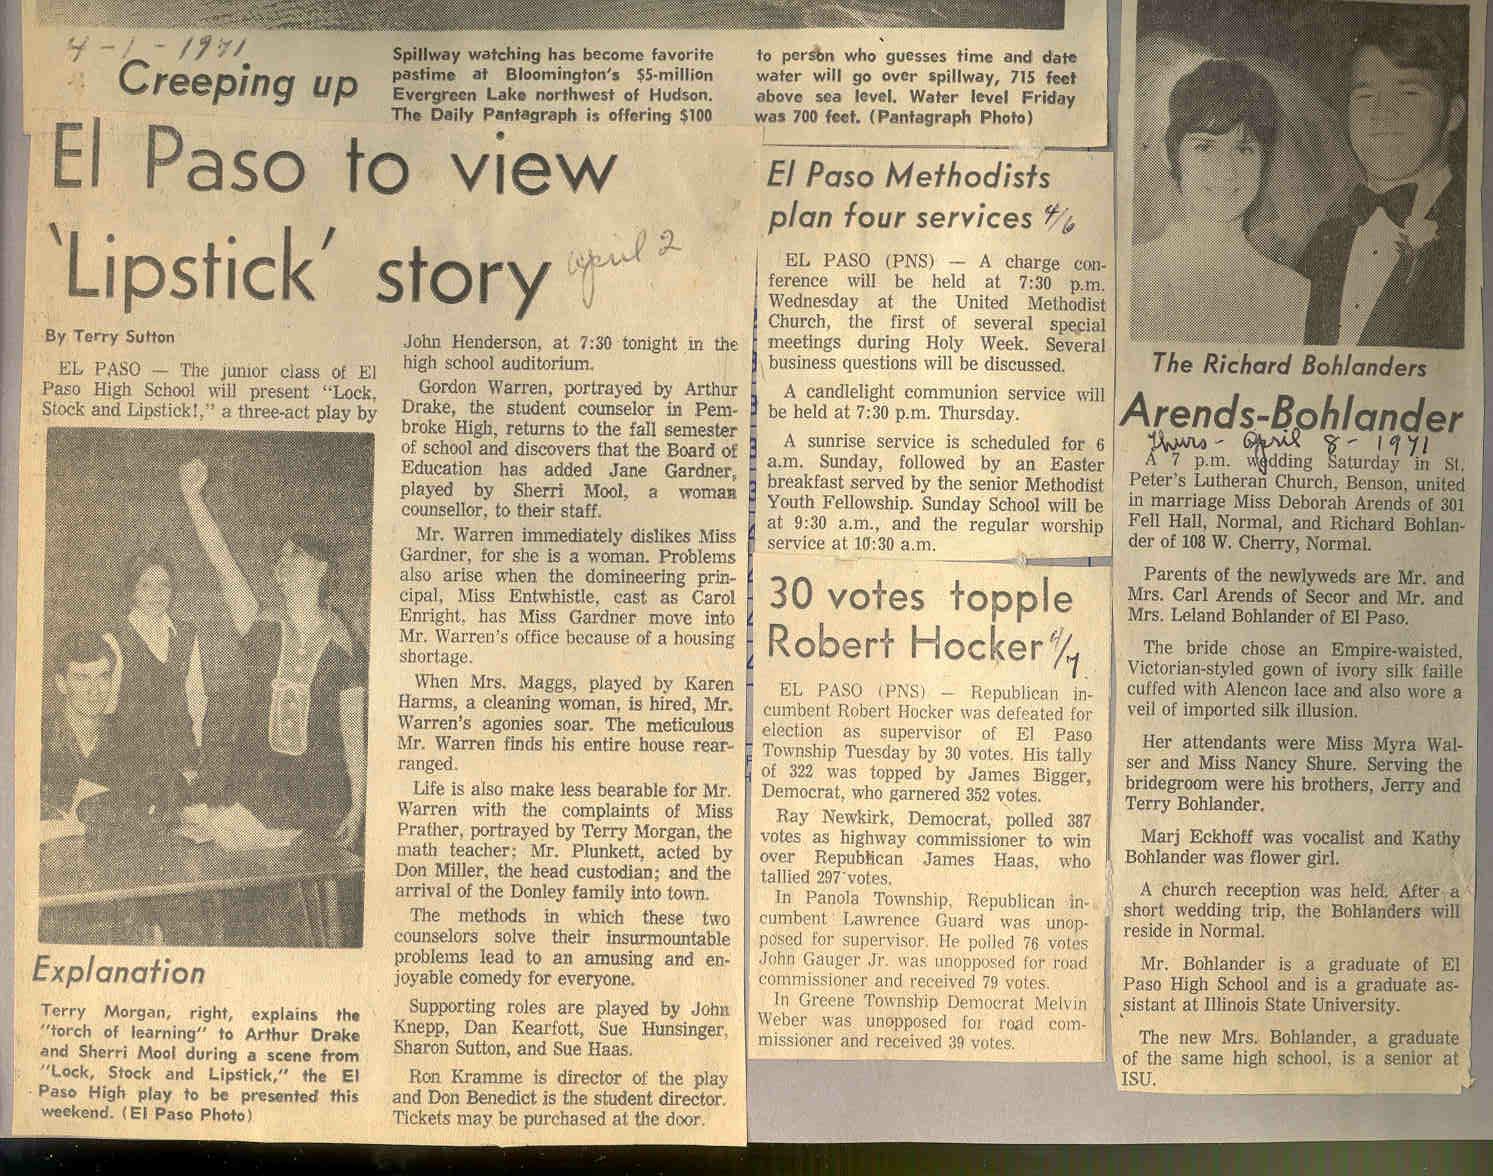 4-1-1971
Creeping up
Spillway watching has become favorite
pastime at Bloomington's $5-million
Evergreen Lake northwest of Hudson.
The Daily Pantagraph is offering $100
to person who guesses time and date
water will go over spillway, 715 feet
above sea level. Water level Friday
was 700 feet. (Pantagraph Photo)
El Paso to view
'Lipstick' story
April 2
By Terry Sutton
EL PASO — The junior class of El
Paso High School will present "Lock,
Stock and Lipstick!," a three-act play by
Explanation
Terry Morgan, right, explains the
"torch of learning" to Arthur Drake
and Sherri Mool during a scene from
"Lock, Stock and Lipstick," the El
Paso High play to be presented this
weekend. (El Paso Photo)
John Henderson, at 7:30 tonight in the
high school auditorium.
Gordon Warren, portrayed by Arthur
Drake, the student counselor in Pem-
broke High, returns to the fall semester
of school and discovers that the Board of
Education has added Jane Gardner,
played by Sherri Mool, a woman
counsellor, to their staff.
Mr. Warren immediately dislikes Miss
Gardner, for she is a woman. Problems
also arise when the domineering prin-
cipal, Miss Entwhistle, cast as Carol
Enright, has Miss Gardner move into
Mr. Warren's office because of a housing
shortage.
When Mrs. Maggs, played by Karen
Harms, a cleaning woman, is hired, Mr.
Warren's agonies soar. The meticulous
Mr. Warren finds his entire house rear-
ranged.
Life is also make less bearable for Mr.
Warren with the complaints of Miss
Prather, portrayed by Terry Morgan, the
math teacher; Mr. Plunkett, acted by
Don Miller, the head custodian; and the
arrival of the Donley family into town.
The methods in which these two
counselors solve their insurmountable
problems lead to an amusing and en-
joyable comedy for everyone.
Supporting roles are played by John
Knepp, Dan Kearfott, Sue Hunsinger,
Sharon Sutton, and Sue Haas.
Ron Kramme is director of the play
and Don Benedict is the student director.
Tickets may be purchased at the door.
El Paso Methodists
plan four services 4/6
EL PASO (PNS) — A charge con-
ference will be held at 7:30 p.m.
Wednesday at the United Methodist
Church, the first of several special
meetings during Holy Week. Several
business questions will be discussed.
A candlelight communion service will
be held at 7:30 p.m. Thursday.
A sunrise service is scheduled for 6
a.m. Sunday, followed by an Easter
breakfast served by the senior Methodist
Youth Fellowship. Sunday School will be
at 9:30 a.m., and the regular worship
service at 10:30 a.m.
30 votes topple
Robert Hocker 4/7
EL PASO (PNS) — Republican in-
cumbent Robert Hocker was defeated for
election as supervisor of El Paso
Township Tuesday by 30 votes. His tally
of 322 was topped by James Bigger,
Democrat, who garnered 352 votes.
Ray Newkirk, Democrat, polled 387
votes as highway commissioner to win
over Republican James Haas, who
tallied 297 votes.
In Panola Township, Republican in-
cumbent Lawrence Guard was unop-
posed for supervisor. He polled 76 votes
John Gauger Jr. was unopposed for road
commissioner and received 79 votes.
In Greene Township Democrat Melvin
Weber was unopposed for road com-
missioner and received 39 votes.
The Richard Bohlanders
Arends-Bohlander
Thurs - April 8 - 1971
A 7 p.m. wedding Saturday in St.
Peter's Lutheran Church, Benson, united
in marriage Miss Deborah Arends of 301
Fell Hall, Normal, and Richard Bohlan-
der of 108 W. Cherry, Normal.
Parents of the newlyweds are Mr. and
Mrs. Carl Arends of Secor and Mr. and
Mrs. Leland Bohlander of El Paso.
The bride chose an Empire-waisted,
Victorian-styled gown of ivory silk faille
cuffed with Alencon lace and also wore a
veil of imported silk illusion.
Her attendants were Miss Myra Wal-
ser and Miss Nancy Shure. Serving the
bridegroom were his brothers, Jerry and
Terry Bohlander.
Marj Eckhoff was vocalist and Kathy
Bohlander was flower girl.
A church reception was held. After a
short wedding trip, the Bohlanders will
reside in Normal.
Mr. Bohlander is a graduate of El
Paso High School and is a graduate as-
sistant at Illinois State University.
The new Mrs. Bohlander, a graduate
of the same high school, is a senior at
ISU.